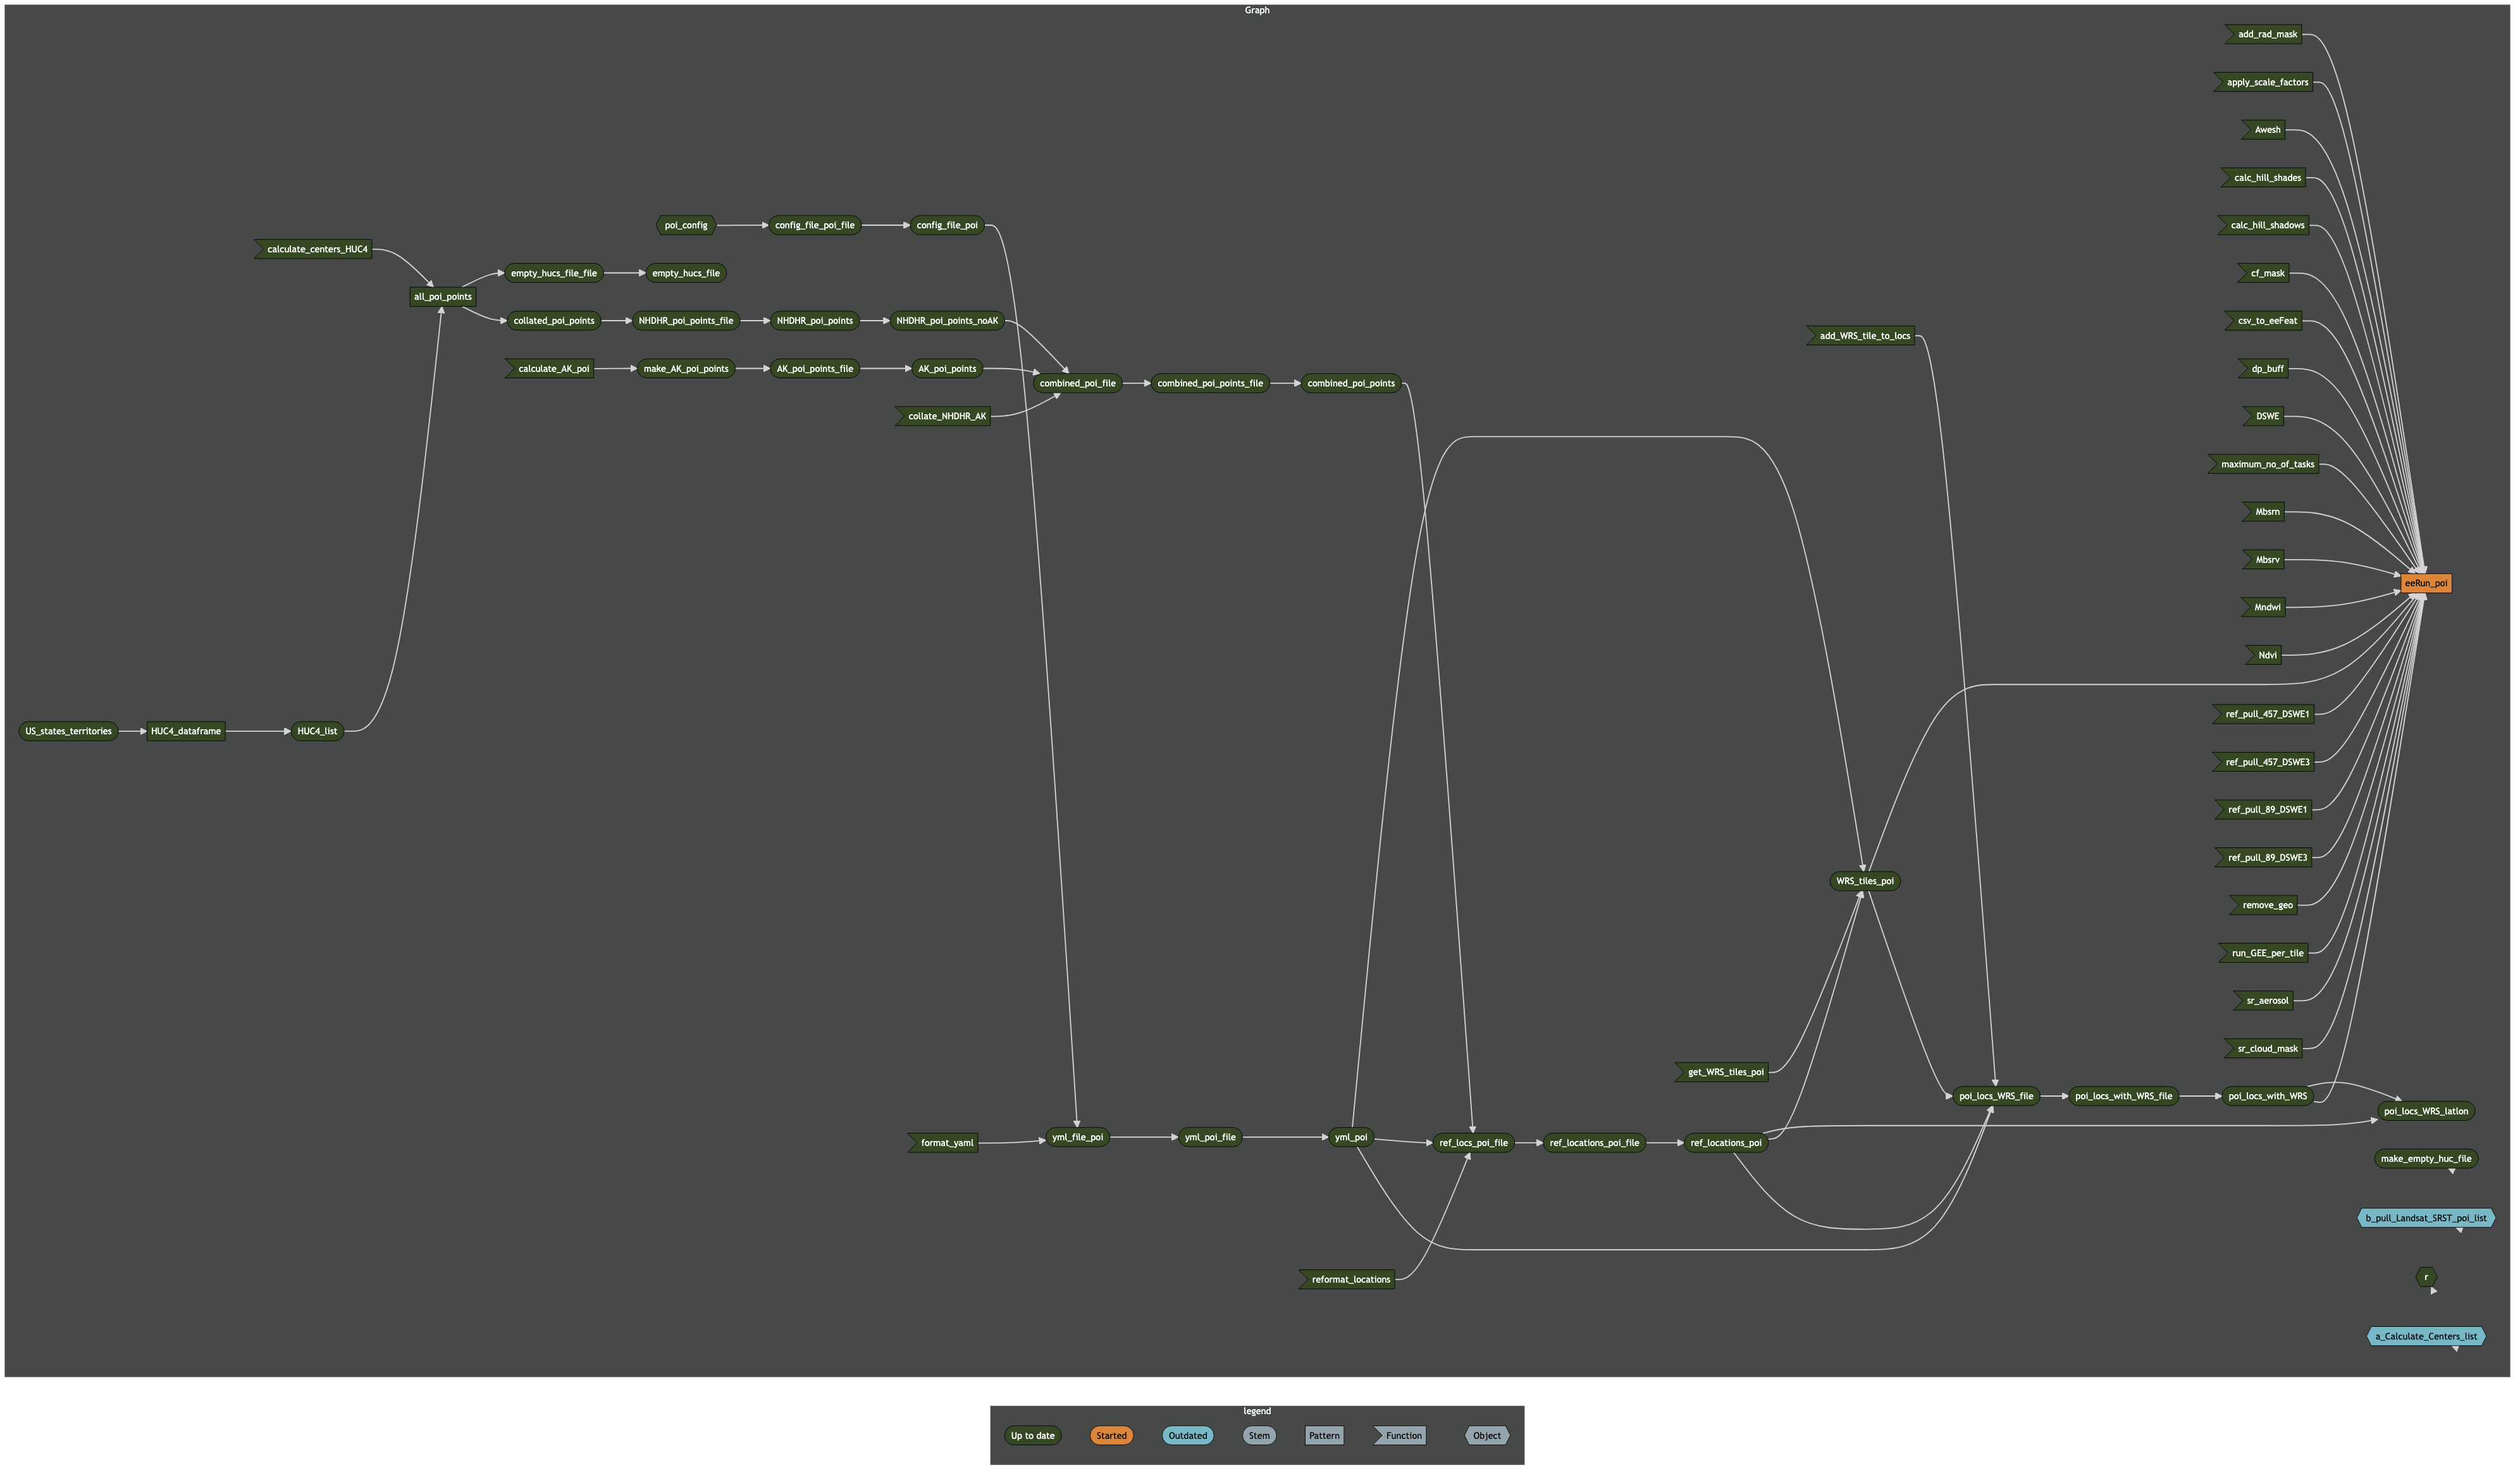 Graph
add_rad_mask
apply_scale_factors
Awesh
calc_hill_shades
poi_config
config_file_poi_file
config_file_poi
calc_hill_shadows
calculate_centers_HUC4
empty_hucs_file_file
empty_hucs_file
cf_mask
all_poi_points
collated_poi_points
NHDHR_poi_points_file
NHDHR_poi_points
NHDHR_poi_points_noAK
csv_to_eeFeat
add_WRS_tile_to_locs
calculate_AK_poi
make_AK_poi_points
AK_poi_points_file
AK_poi_points
dp_buff
combined_poi_file
combined_poi_points_file
combined_poi_points
collate_NHDHR_AK
DSWE
maximum_no_of_tasks
Mbsrn
Mbsrv
eeRun_poi
Mndwi
Ndvi
ref_pull_457_DSWE1
US_states_territories
HUC4_dataframe
HUC4_list
ref_pull_457_DSWE3
ref_pull_89_DSWE1
ref_pull_89_DSWE3
WRS_tiles_poi
remove_geo
run_GEE_per_tile
sr_aerosol
sr_cloud_mask
get_WRS_tiles_poi
poi_locs_WRS_file
poi_locs_with_WRS_file
poi_locs_with_WRS
poi_locs_WRS_latlon
format_yaml
yml_file_poi
yml_poi_file
yml_poi
ref_locs_poi_file
ref_locations_poi_file
ref_locations_poi
make_empty_huc_file
b_pull_Landsat_SRST_poi_list
reformat_locations
r
a_Calculate_Centers_list
legend
Up to date
Started
Outdated
Stem
Pattern
Function
Object